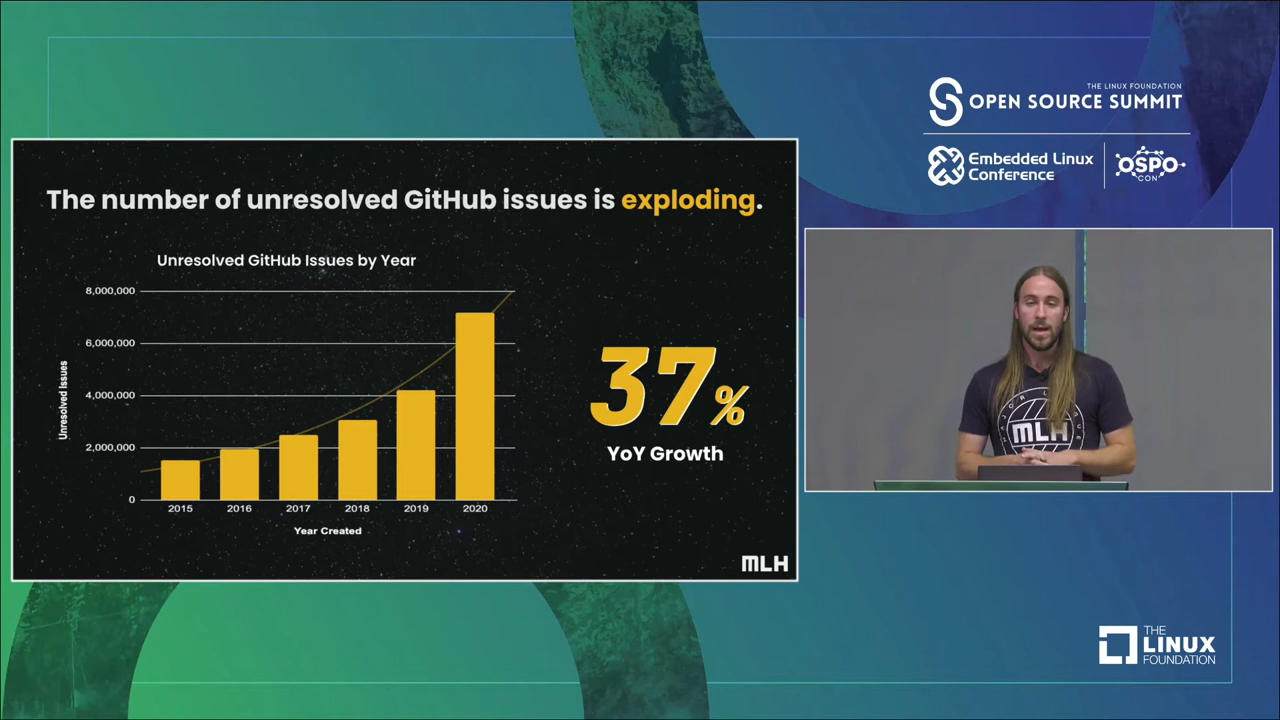 THE LINUX FOUNDATION
OPEN SOURCE SUMMIT
Embedded Linux
Conference
OSPO
CON
The number of unresolved GitHub issues is exploding.
Unresolved GitHub Issues by Year
Unresolved Issues
8,000,000
6,000,000
4,000,000
2,000,000
0
2015 2016 2017 2018 2019 2020
Year Created
37%
YoY Growth
MLH
MAJOR LEAGUE
MLH
THE
LINUX
FOUNDATION